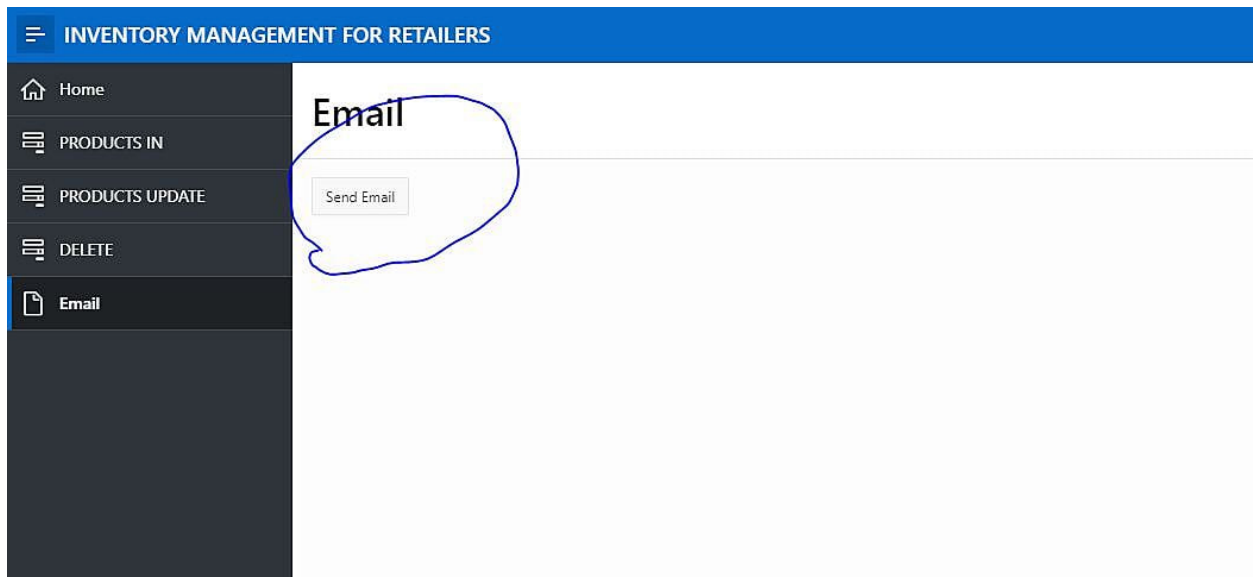 INVENTORY MANAGEMENT FOR RETAILERS
Home
PRODUCTS IN
PRODUCTS UPDATE
DELETE
Email
Email
Send Email